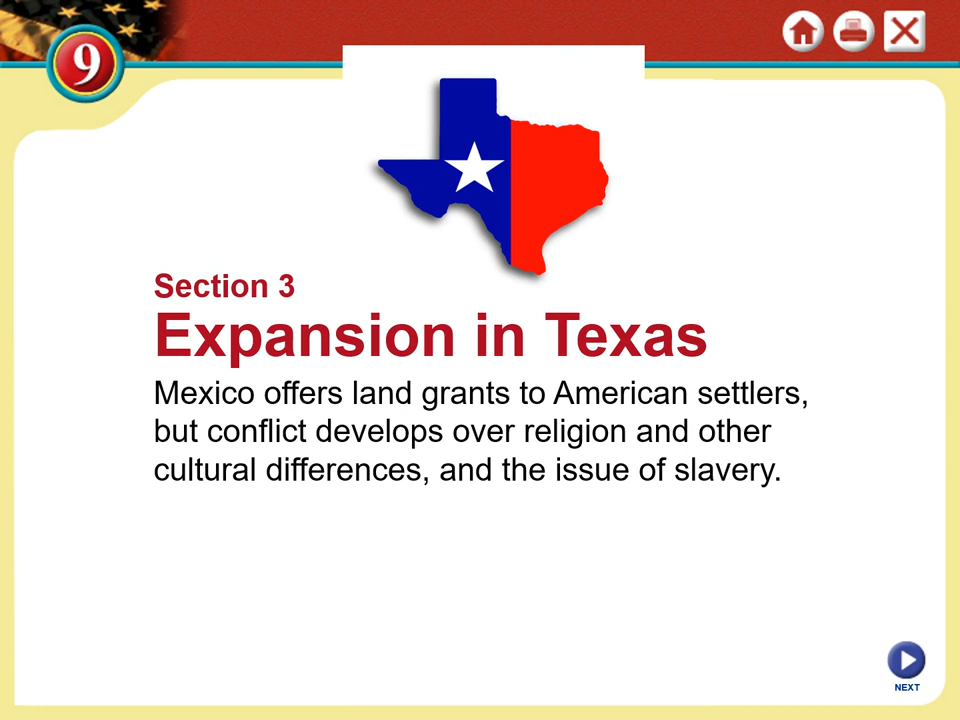 9
Section 3
Expansion in Texas
Mexico offers land grants to American settlers,
but conflict develops over religion and other
cultural differences, and the issue of slavery.
NEXT